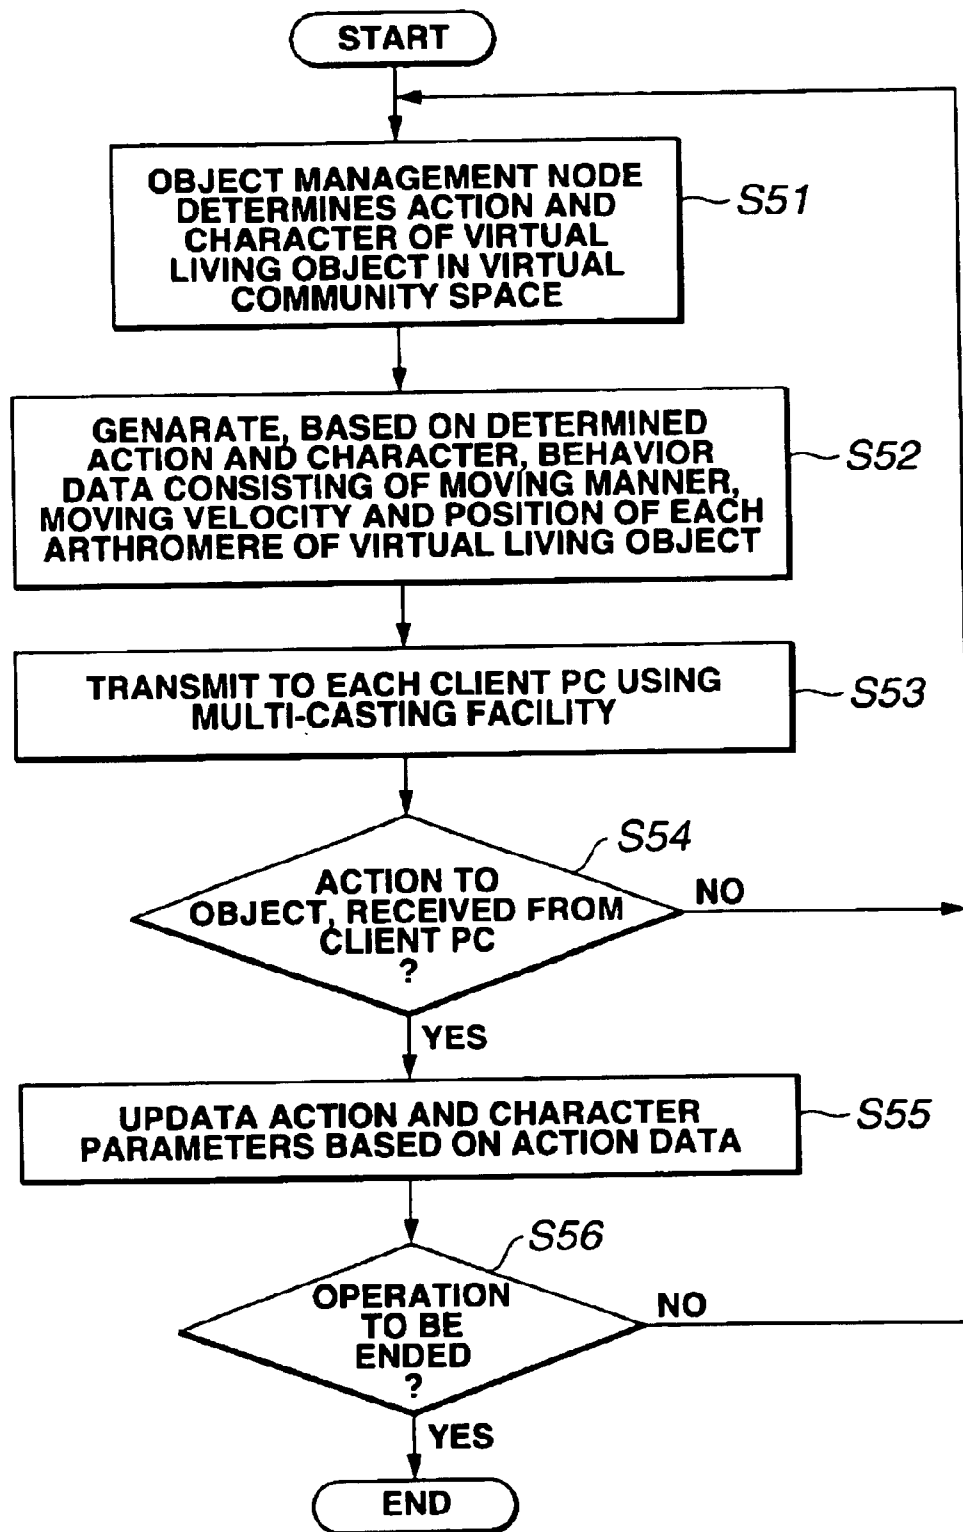 START
OBJECT MANAGEMENT NODE
DETERMINES ACTION AND
CHARACTER OF VIRTUAL
LIVING OBJECT IN VIRTUAL
COMMUNITY SPACE
S51
GENARATE, BASED ON DETERMINED
ACTION AND CHARACTER, BEHAVIOR
DATA CONSISTING OF MOVING MANNER,
MOVING VELOCITY AND POSITION OF EACH
ARTHROMERE OF VIRTUAL LIVING OBJECT
S52
TRANSMIT TO EACH CLIENT PC USING
MULTI-CASTING FACILITY
S53
S54
ACTION TO
OBJECT, RECEIVED FROM
CLIENT PC
?
NO
YES
UPDATA ACTION AND CHARACTER
PARAMETERS BASED ON ACTION DATA
S55
S56
OPERATION
TO BE
ENDED
?
NO
YES
END